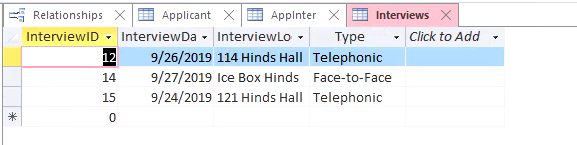 Relationships Applicant AppInter Interviews
InterviewID InterviewDa InterviewLo Type Click to Add
12 9/26/2019 114 Hinds Hall Telephonic
14 9/27/2019 Ice Box Hinds Face-to-Face
15 9/24/2019 121 Hinds Hall Telephonic
* 0